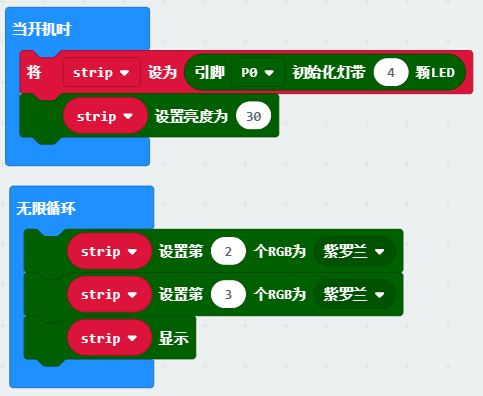 当开机时
将 strip 设为 引脚 P0 初始化灯带 4 颗LED
strip 设置亮度为 30
无限循环
strip 设置第 2 个RGB为 紫罗兰
strip 设置第 3 个RGB为 紫罗兰
strip 显示